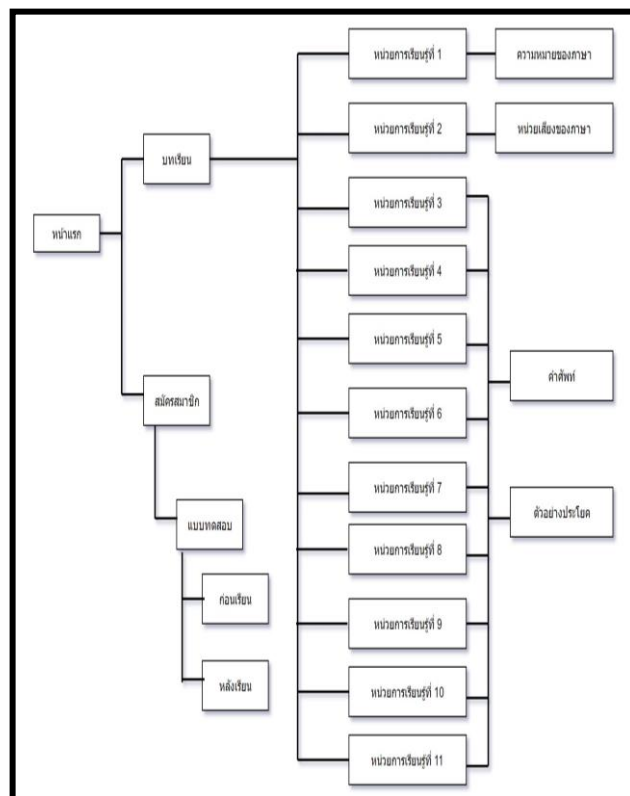 หน้าแรก
บทเรียน
สมัครสมาชิก
แบบทดสอบ
ก่อนเรียน
หลังเรียน
หน่วยการเรียนรู้ที่ 1
ความหมายของภาษา
หน่วยการเรียนรู้ที่ 2
หน่วยเสียงของภาษา
หน่วยการเรียนรู้ที่ 3
หน่วยการเรียนรู้ที่ 4
หน่วยการเรียนรู้ที่ 5
หน่วยการเรียนรู้ที่ 6
หน่วยการเรียนรู้ที่ 7
หน่วยการเรียนรู้ที่ 8
หน่วยการเรียนรู้ที่ 9
หน่วยการเรียนรู้ที่ 10
หน่วยการเรียนรู้ที่ 11
คำศัพท์
ตัวอย่างประโยค